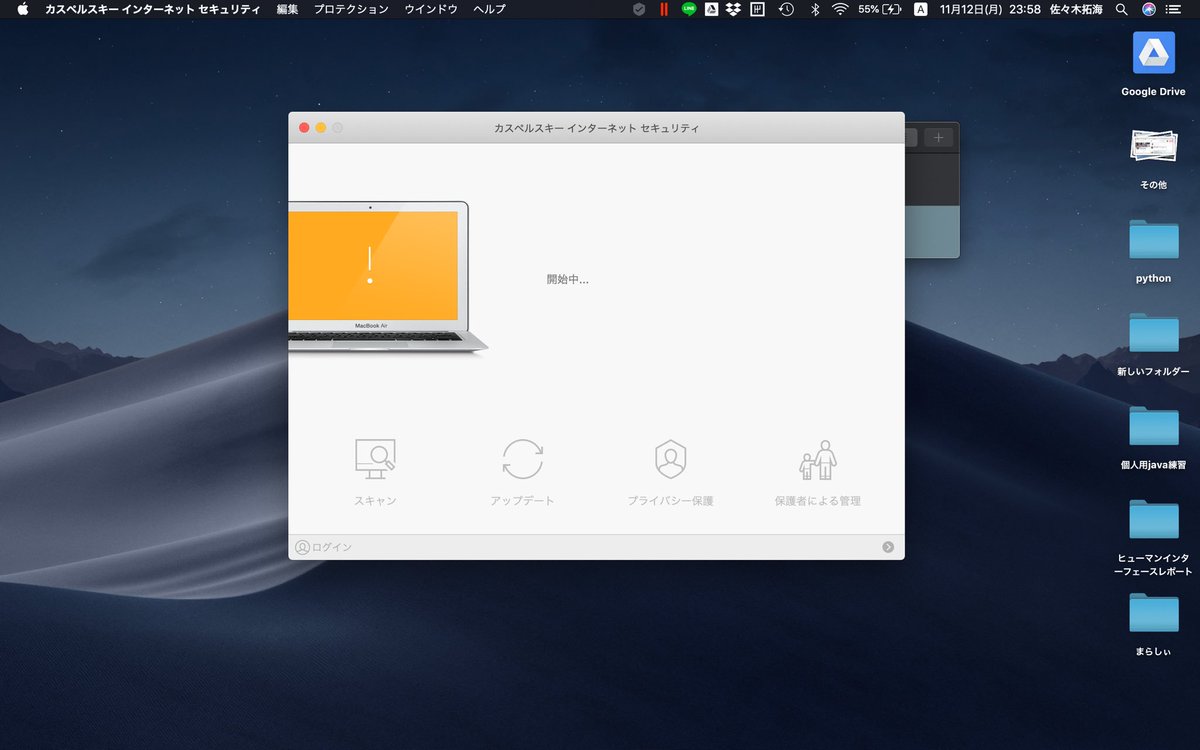 カスペルスキー インターネット セキュリティ 編集 プロテクション ウインドウ ヘルプ LINE 55% A 11月12日(月) 23:58 佐々木拓海
Google Drive
カスペルスキー インターネット セキュリティ
その他
開始中...
python
MacBook Air
新しいフォルダー
個人用java練習
スキャン アップデート プライバシー保護 保護者による管理
ログイン
ヒューマンインタ
ーフェースレポート
まらしぃ